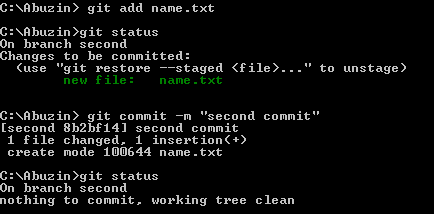 C:\Abuzin> git add name.txt
C:\Abuzin>git status
On branch second
Changes to be committed:
(use "git restore --staged <file>..." to unstage)
new file: name.txt
C:\Abuzin> git commit -m "second commit"
[second 8b2bf14] second commit
1 file changed, 1 insertion(+)
create mode 100644 name.txt
C:\Abuzin>git status
On branch second
nothing to commit, working tree clean